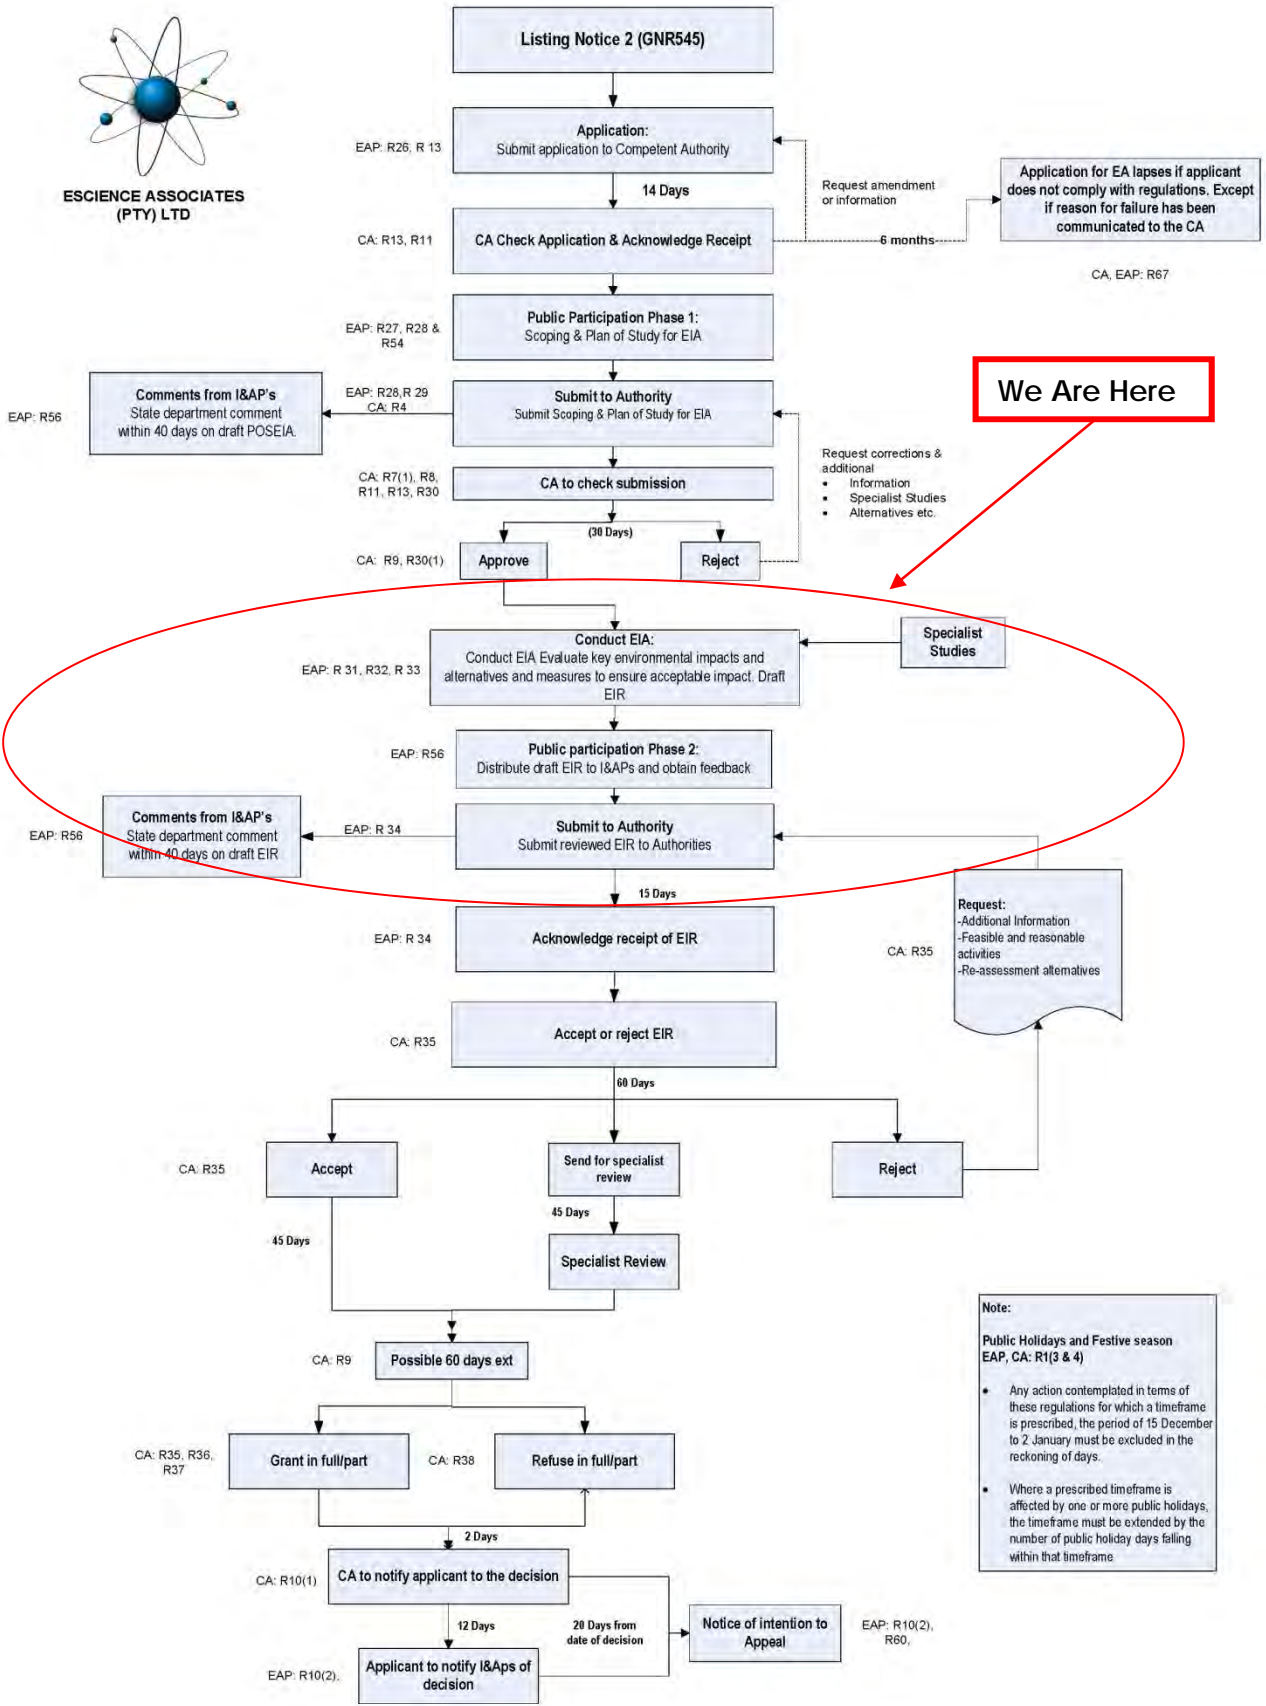 Listing Notice 2 (GNR545)
ESCIENCE ASSOCIATES
(PTY) LTD
EAP: R26, R 13
Application:
Submit application to Competent Authority
14 Days
Request amendment
or information
Application for EA lapses if applicant
does not comply with regulations. Except
if reason for failure has been
communicated to the CA
CA: R13, R11
CA Check Application & Acknowledge Receipt
6 months
CA, EAP: R67
EAP: R27, R28 &
R54
Public Participation Phase 1:
Scoping & Plan of Study for EIA
We Are Here
EAP: R56
Comments from I&AP's
State department comment
within 40 days on draft POSEIA.
EAP: R28,R 29
CA: R4
Submit to Authority
Submit Scoping & Plan of Study for EIA
Request corrections &
additional
• Information
• Specialist Studies
• Alternatives etc.
CA: R7(1), R8,
R11, R13, R30
CA to check submission
(30 Days)
CA: R9, R30(1)
Approve
Reject
EAP: R 31, R32, R 33
Conduct EIA:
Conduct EIA Evaluate key environmental impacts and
alternatives and measures to ensure acceptable impact. Draft
EIR
Specialist
Studies
EAP: R56
Public participation Phase 2:
Distribute draft EIR to I&APs and obtain feedback
EAP: R56
Comments from I&AP's
State department comment
within 40 days on draft EIR
EAP: R 34
Submit to Authority
Submit reviewed EIR to Authorities
15 Days
EAP: R 34
Acknowledge receipt of EIR
CA: R35
Request:
-Additional Information
-Feasible and reasonable
activities
-Re-assessment alternatives
CA: R35
Accept or reject EIR
60 Days
CA: R35
Accept
Send for specialist
review
Reject
45 Days
45 Days
Specialist Review
CA: R9
Possible 60 days ext
CA: R35, R36,
R37
Grant in full/part
CA: R38
Refuse in full/part
2 Days
CA: R10(1)
CA to notify applicant to the decision
12 Days
20 Days from
date of decision
Notice of intention to
Appeal
EAP: R10(2),
R60,
EAP: R10(2),
Applicant to notify I&Aps of
decision
Note:
Public Holidays and Festive season
EAP, CA: R1(3 & 4)
• Any action contemplated in terms of
these regulations for which a timeframe
is prescribed, the period of 15 December
to 2 January must be excluded in the
reckoning of days.
• Where a prescribed timeframe is
affected by one or more public holidays,
the timeframe must be extended by the
number of public holiday days falling
within that timeframe